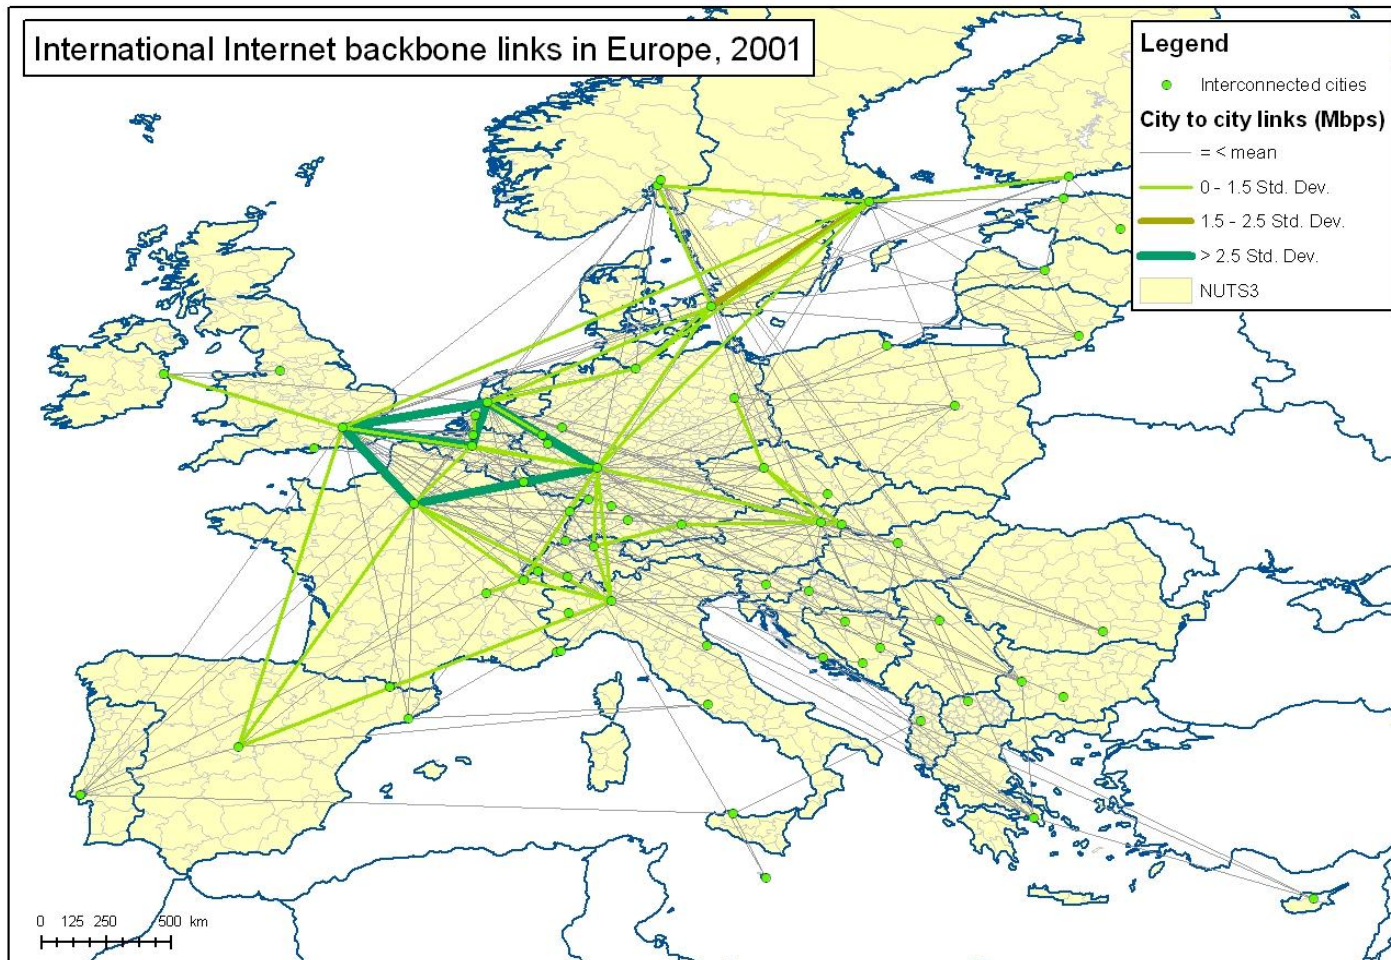 International Internet backbone links in Europe, 2001
Legend
Interconnected cities
City to city links (Mbps)
= < mean
0 - 1.5 Std. Dev.
1.5 - 2.5 Std. Dev.
> 2.5 Std. Dev.
NUTS3
0 125 250 500 km